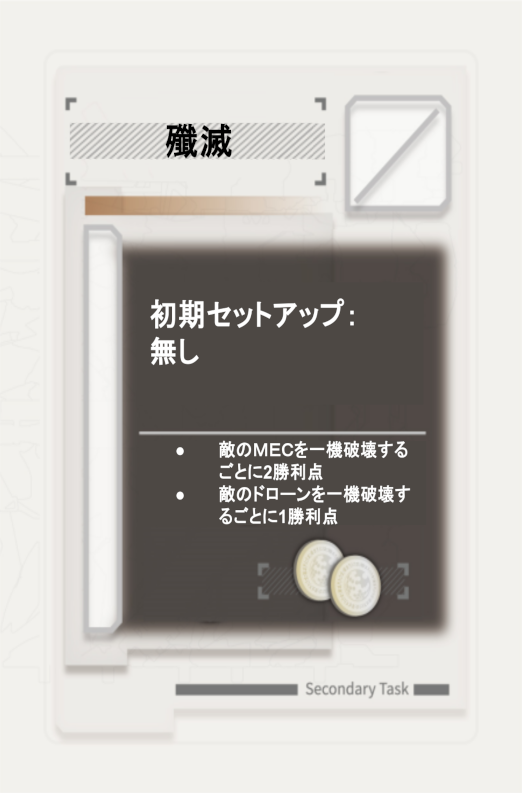 殲滅
初期セットアップ：
無し
● 敵のMECを一機破壊する
ごとに2勝利点
● 敵のドローンを一機破壊す
るごとに1勝利点
Secondary Task